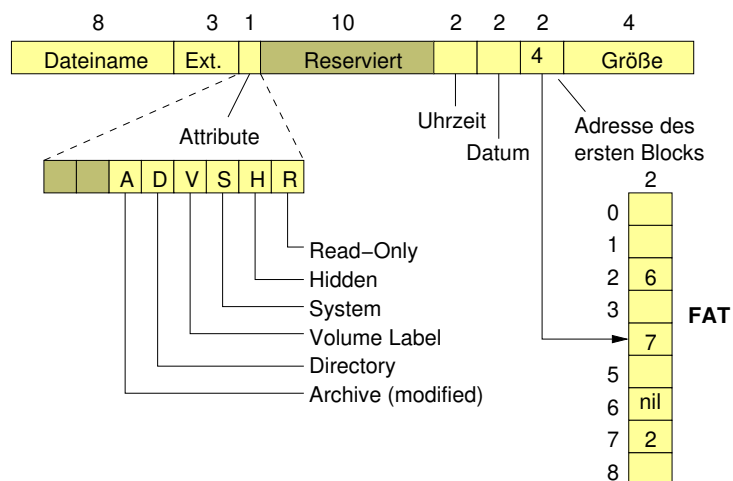 8 3 1 10 2 2 2 4
Dateiname Ext. Reserviert 4 Größe
Uhrzeit
Datum
Adresse des
ersten Blocks
Attribute
A D V S H R
Read−Only
Hidden
System
Volume Label
Directory
Archive (modified)
2
0
1
2 6
3
7
5
6 nil
7 2
8
FAT